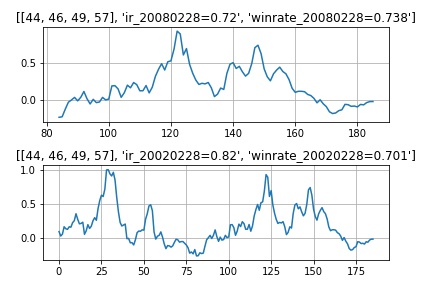 [[44, 46, 49, 57], 'ir_20080228=0.72', 'winrate_20080228=0.738']
0.5
0.0
80 100 120 140 160 180
[[44, 46, 49, 57], 'ir_20020228=0.82', 'winrate_20020228=0.701']
1.0
0.5
0.0
0 25 50 75 100 125 150 175